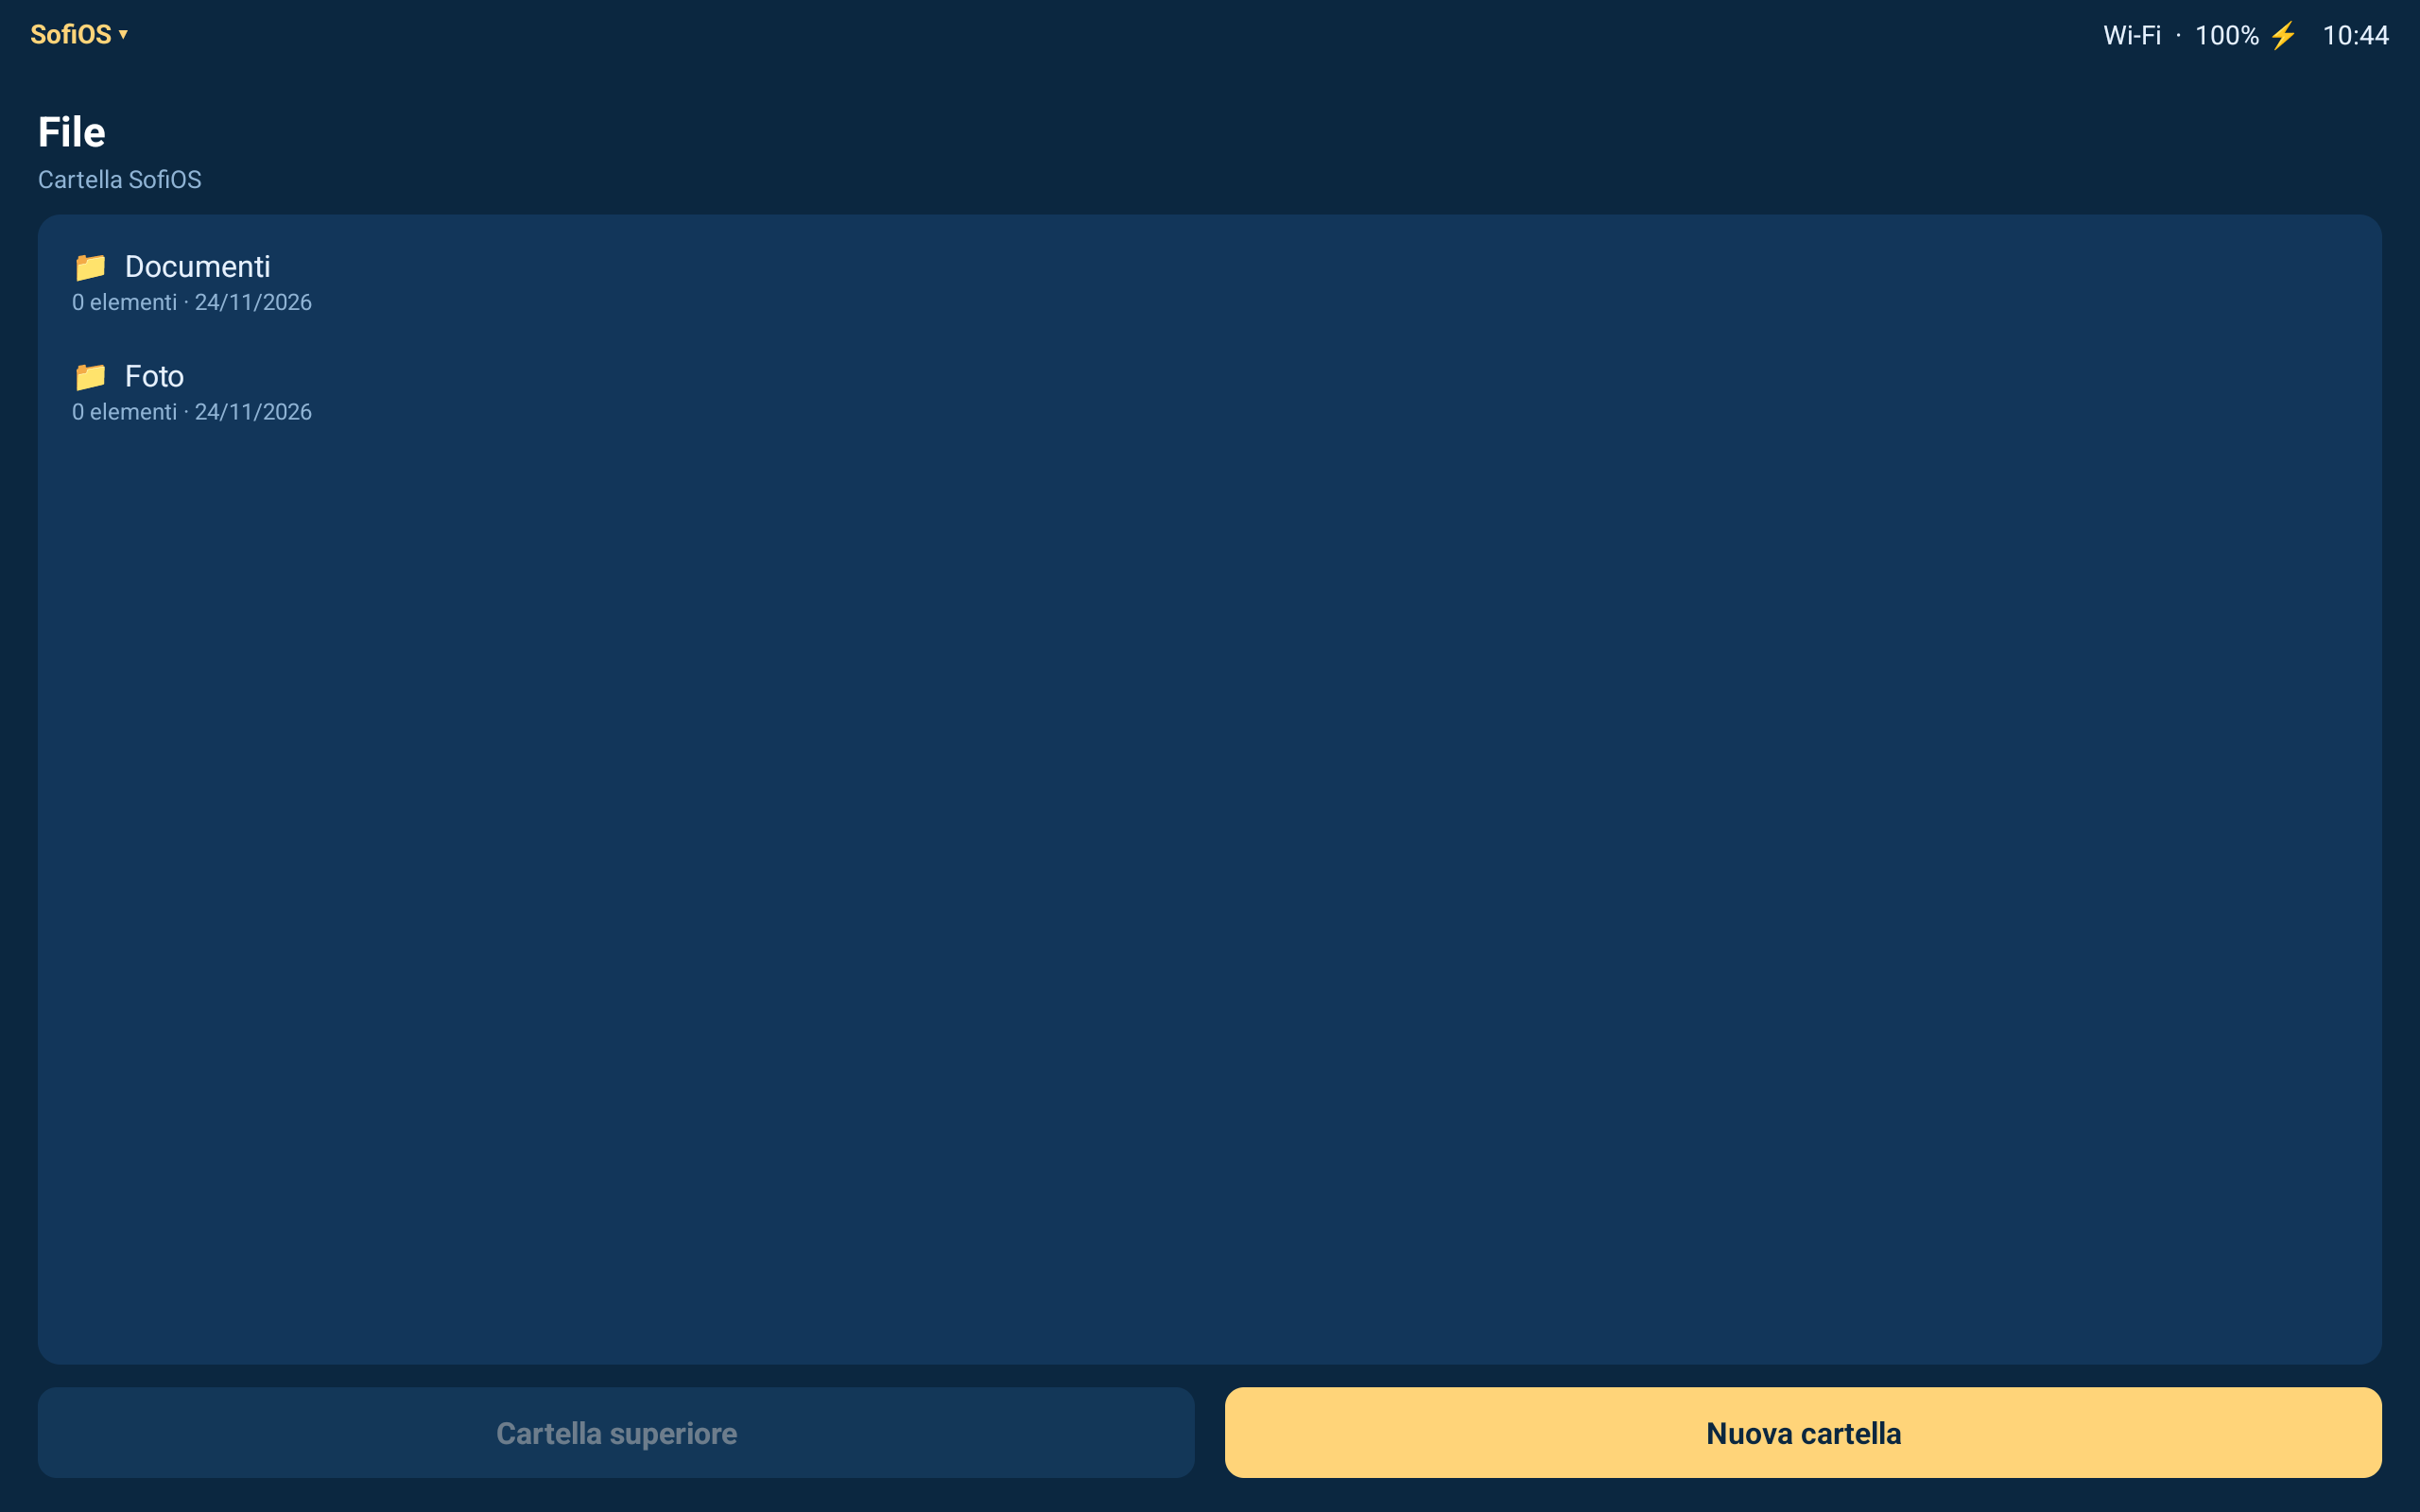 SofiOS ▾
Wi-Fi · 100% ⚡ 10:44
File
Cartella SofiOS
📁 Documenti
0 elementi · 24/11/2026
📁 Foto
0 elementi · 24/11/2026
Cartella superiore
Nuova cartella